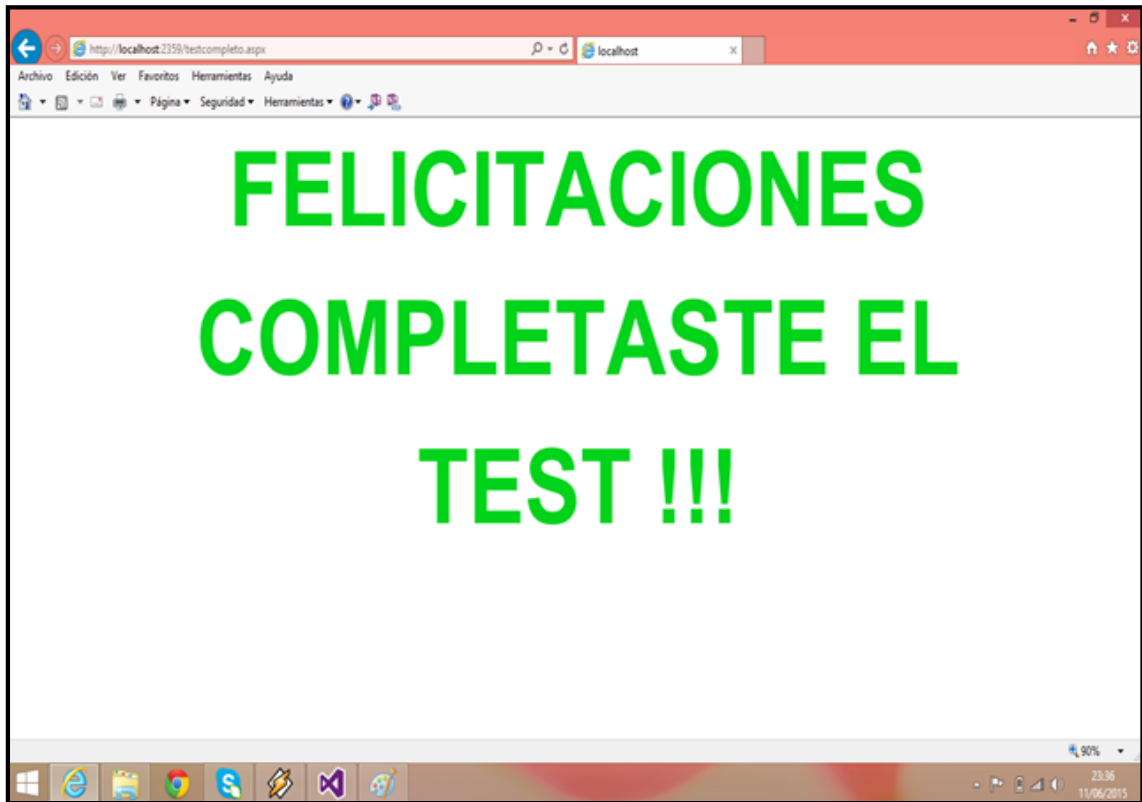 http://localhost:2359/testcompleto.aspx
localhost
Archivo Edición Ver Favoritos Herramientas Ayuda
Página Seguridad Herramientas
FELICITACIONES
COMPLETASTE EL
TEST !!!
90%
23:36
11/06/2015